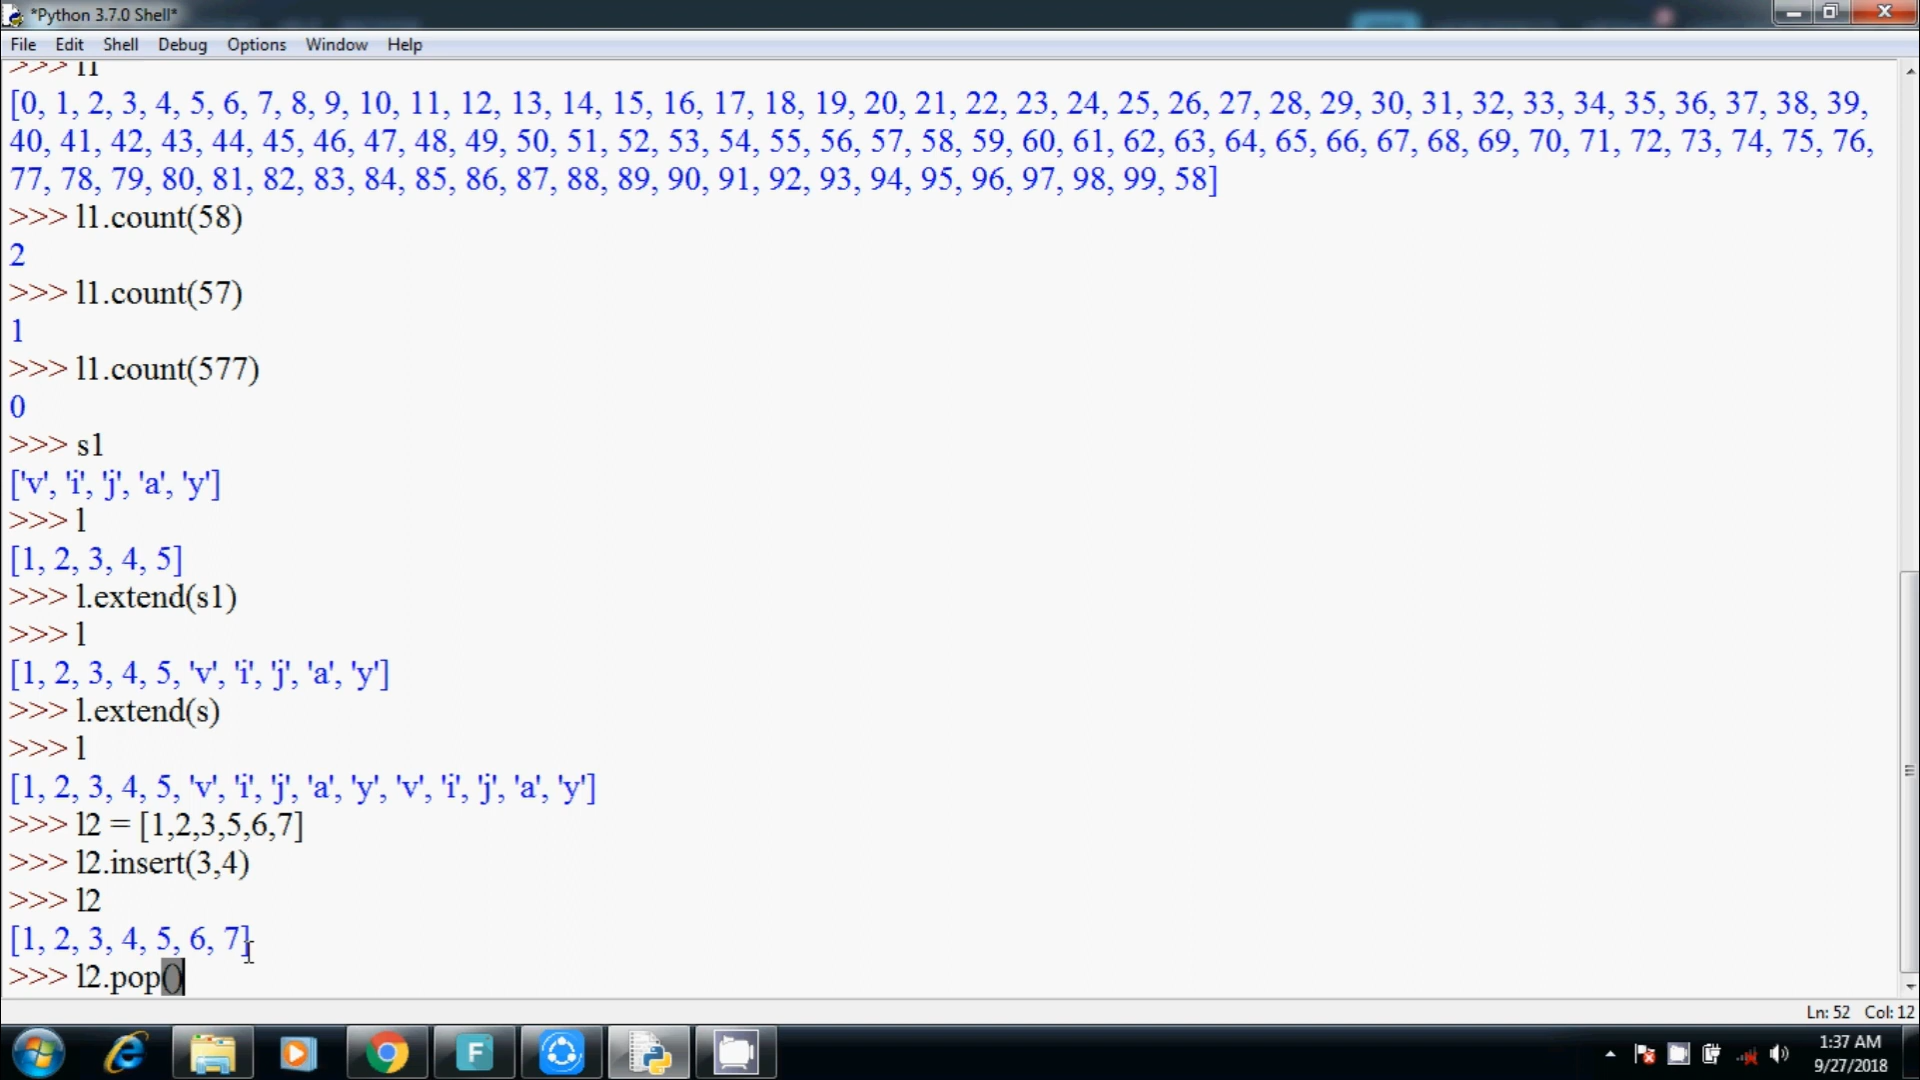 *Python 3.7.0 Shell*
File Edit Shell Debug Options Window Help
>>> l1
[0, 1, 2, 3, 4, 5, 6, 7, 8, 9, 10, 11, 12, 13, 14, 15, 16, 17, 18, 19, 20, 21, 22, 23, 24, 25, 26, 27, 28, 29, 30, 31, 32, 33, 34, 35, 36, 37, 38, 39,
40, 41, 42, 43, 44, 45, 46, 47, 48, 49, 50, 51, 52, 53, 54, 55, 56, 57, 58, 59, 60, 61, 62, 63, 64, 65, 66, 67, 68, 69, 70, 71, 72, 73, 74, 75, 76,
77, 78, 79, 80, 81, 82, 83, 84, 85, 86, 87, 88, 89, 90, 91, 92, 93, 94, 95, 96, 97, 98, 99, 58]
>>> l1.count(58)
2
>>> l1.count(57)
1
>>> l1.count(577)
0
>>> s1
['v', 'i', 'j', 'a', 'y']
>>> l
[1, 2, 3, 4, 5]
>>> l.extend(s1)
>>> l
[1, 2, 3, 4, 5, 'v', 'i', 'j', 'a', 'y']
>>> l.extend(s)
>>> l
[1, 2, 3, 4, 5, 'v', 'i', 'j', 'a', 'y', 'v', 'i', 'j', 'a', 'y']
>>> l2 = [1,2,3,5,6,7]
>>> l2.insert(3,4)
>>> l2
[1, 2, 3, 4, 5, 6, 7]
>>> l2.pop()
Ln: 52 Col: 12
F
1:37 AM
9/27/2018